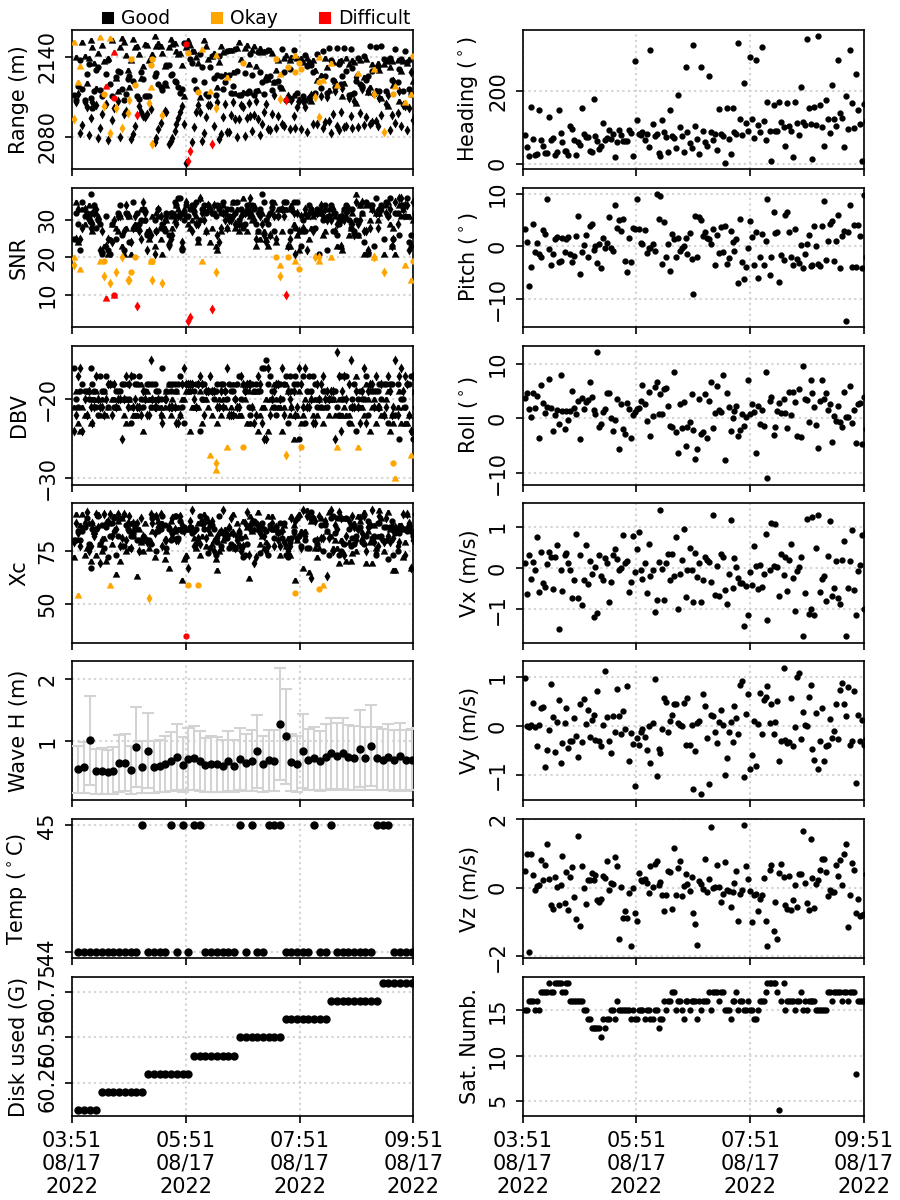 Good Okay Difficult
Range (m)
2140
2080
Heading (°)
200
0
SNR
30
20
10
Pitch (°)
10
0
−10
DBV
−20
−30
Roll (°)
10
0
−10
Xc
75
50
Vx (m/s)
1
0
−1
Wave H (m)
2
1
Vy (m/s)
1
0
−1
Temp (°C)
45
44
Vz (m/s)
2
0
−2
Disk used (G)
60.75
60.50
60.25
Sat. Numb.
15
10
5
03:51 05:51 07:51 09:51 03:51 05:51 07:51 09:51
08/17 08/17 08/17 08/17 08/17 08/17 08/17 08/17
2022 2022 2022 2022 2022 2022 2022 2022